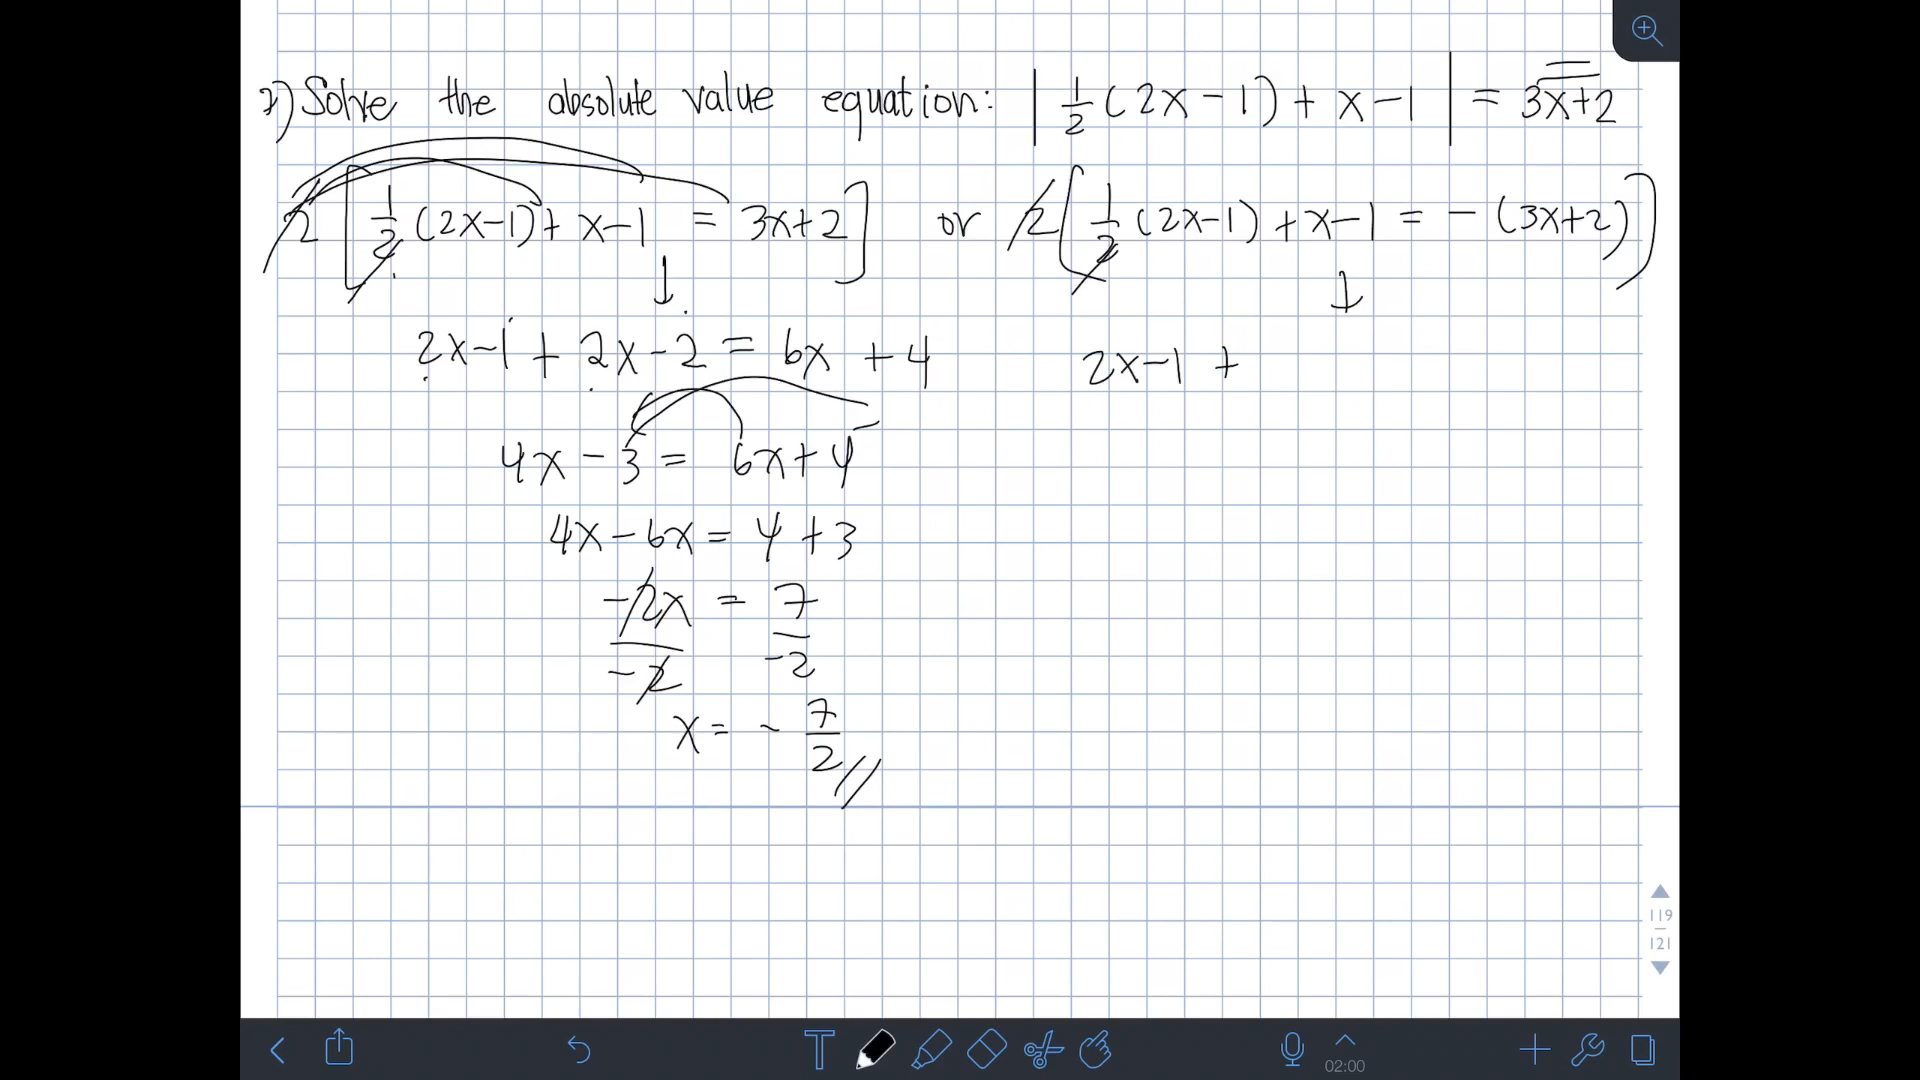 7) Solve the absolute value equation: | 1/2 (2x - 1) + x - 1 | = 3x+2
2 [ 1/2 (2x-1) + x-1 = 3x+2 ] or 2 ( 1/2 (2x-1) + x-1 = - (3x+2) )
↓ ↓
2x-1 + 2x-2 = 6x + 4 2x-1 +
4x - 3 = 6x+4
4x - 6x = 4 + 3
-2x/-2 = 7/-2
x = - 7/2 //
119
121
T
02:00